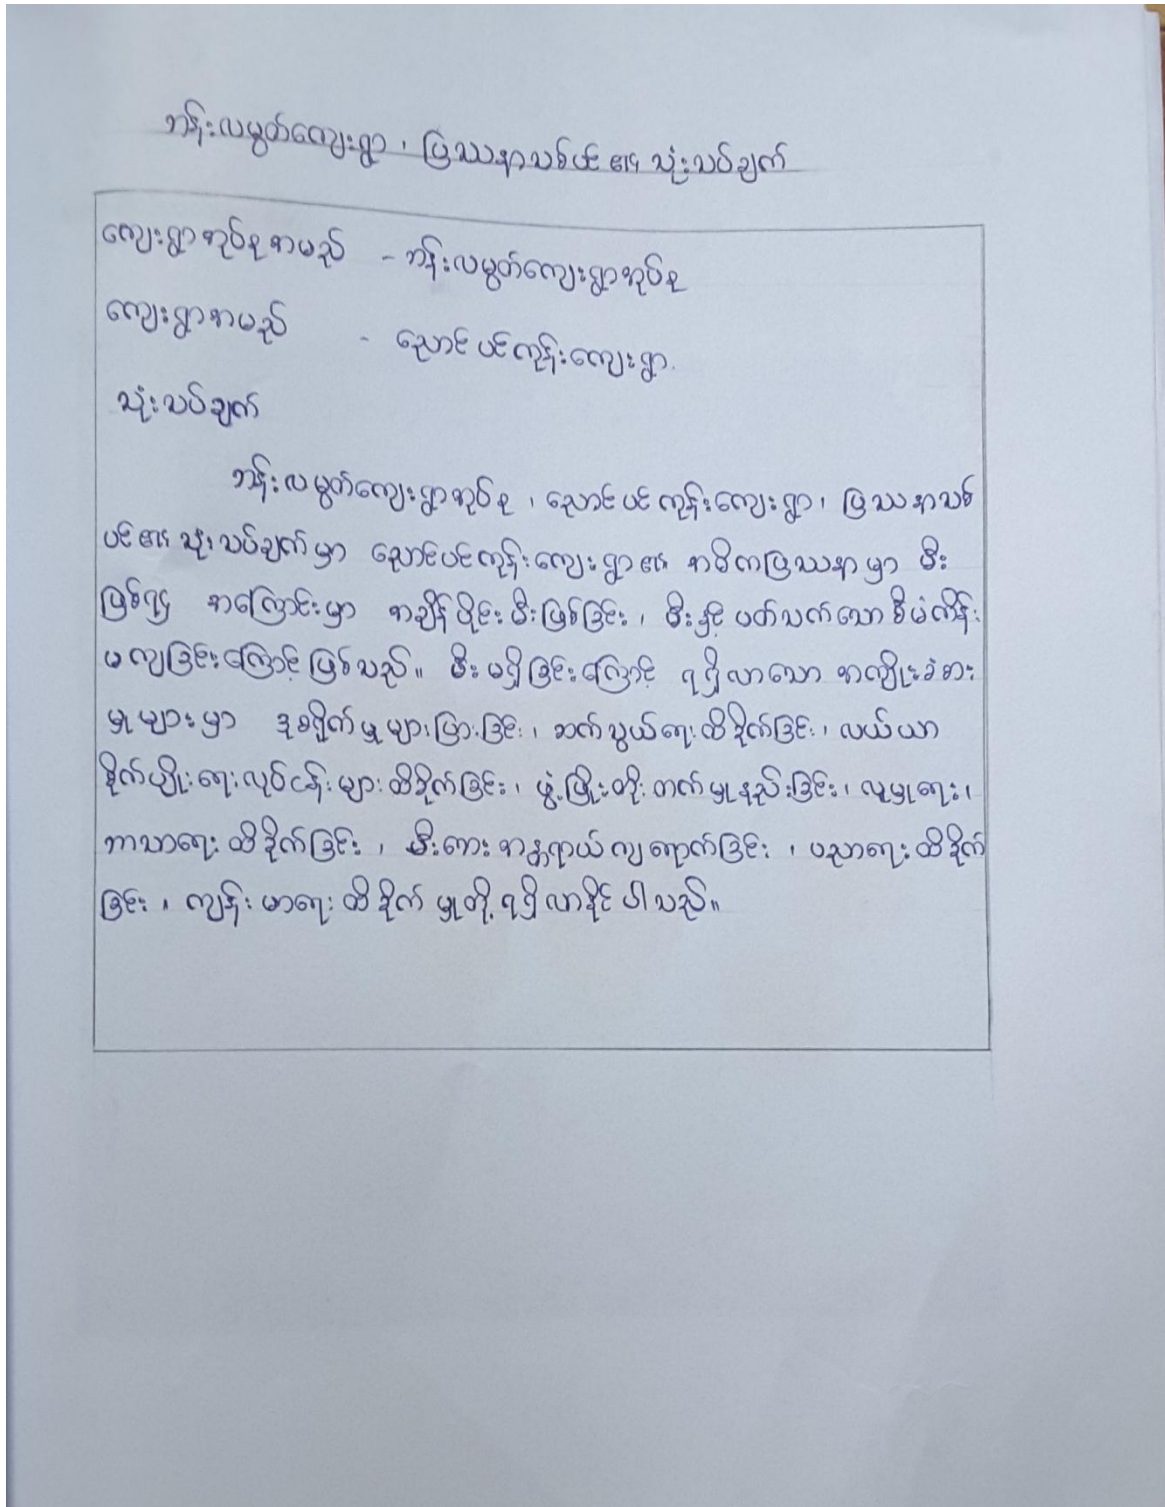 ဘန်းလမွတ်ကျေးရွာ ၊ ပြဿနာသစ်ပင်၏ သုံးသပ်ချက်
ကျေးရွာအုပ်စုအမည် - ဘန်းလမွတ်ကျေးရွာအုပ်စု
ကျေးရွာအမည် - ညောင်ပင်ကုန်းကျေးရွာ.
သုံးသပ်ချက်
ဘန်းလမွတ်ကျေးရွာအုပ်စု ၊ ညောင်ပင်ကုန်းကျေးရွာ ၊ ပြဿနာသစ်
ပင်၏ သုံးသပ်ချက်မှာ ညောင်ပင်ကုန်းကျေးရွာ၏ အဓိကပြဿနာမှာ မီး
ဖြစ်၍ အကြောင်းမှာ အချိန်ပိုင်းမီးဖြစ်ခြင်း ၊ မီးနှင့် ပတ်သက်သော စီမံကိန်း
မကျခြင်းကြောင့် ဖြစ်သည်။ မီးမရှိခြင်းကြောင့် ရရှိလာသော အကျိုးခံစား
မှုများမှာ ဒုစရိုက်မှုများပြားခြင်း ၊ ဆက်သွယ်ရေးထိခိုက်ခြင်း ၊ လယ်ယာ
စိုက်ပျိုးရေးလုပ်ငန်းများထိခိုက်ခြင်း ၊ ဖွံ့ဖြိုးတိုးတက်မှုနည်းခြင်း ၊ လူမှုရေး ၊
ဘာသာရေးထိခိုက်ခြင်း ၊ မီးဘေးအန္တရာယ်ကျရောက်ခြင်း ၊ ပညာရေးထိခိုက်
ခြင်း ၊ ကျန်းမာရေးထိခိုက်မှုတို့ ရရှိလာနိုင်ပါသည်။